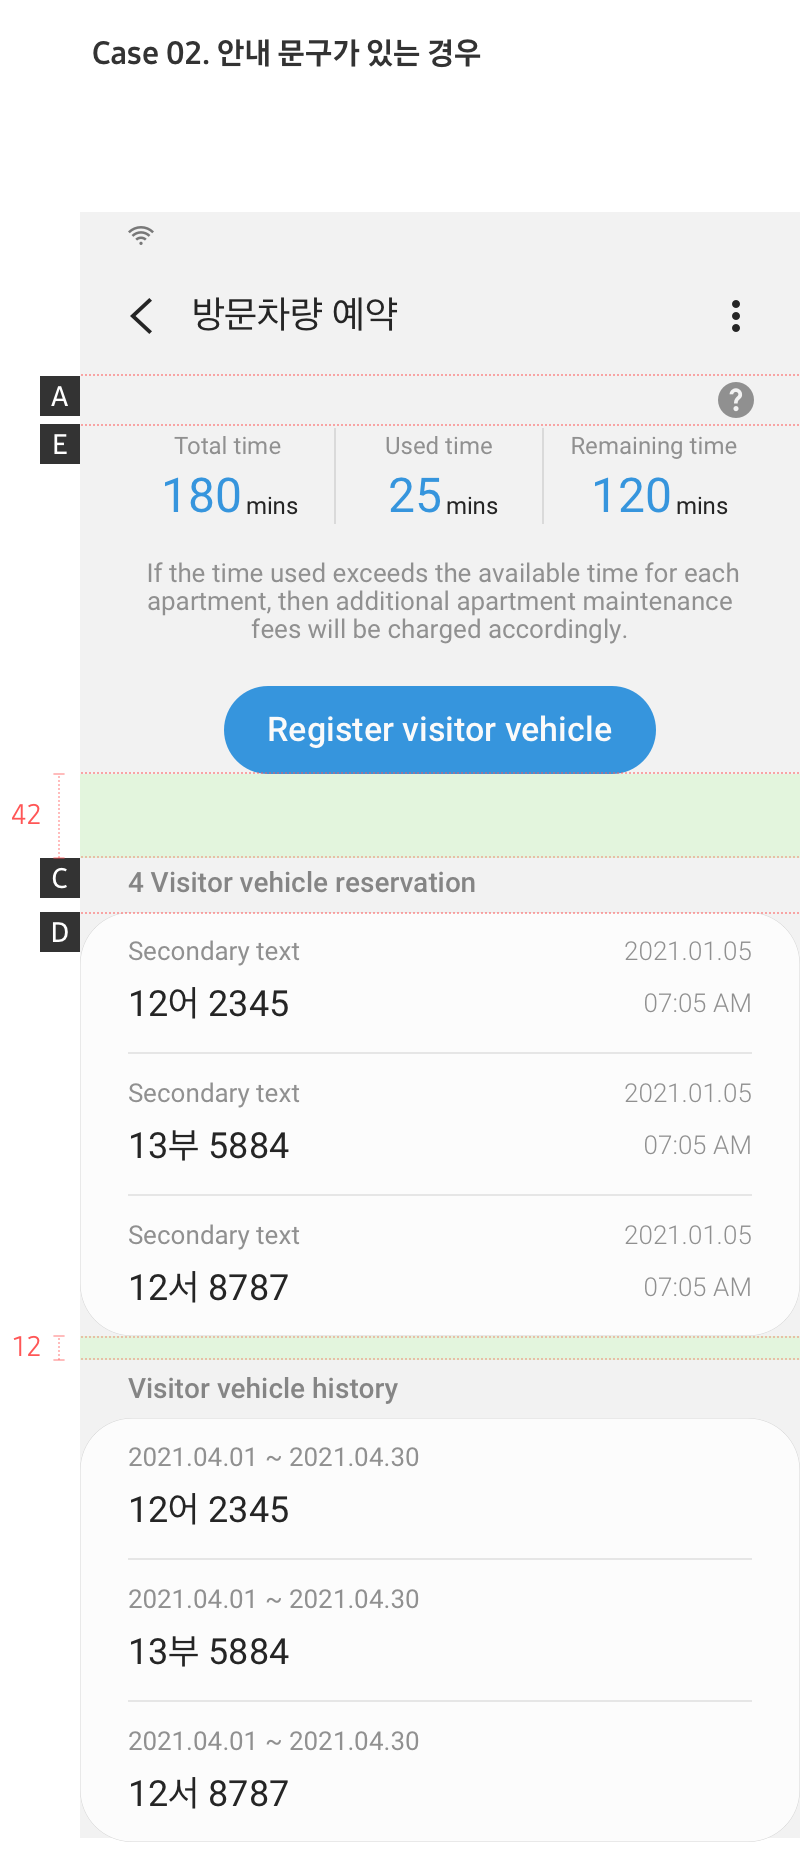 Case 02. 안내 문구가 있는 경우
방문차량 예약
A
?
E
Total time
Used time
Remaining time
180 mins
25 mins
120 mins
If the time used exceeds the available time for each
apartment, then additional apartment maintenance
fees will be charged accordingly.
Register visitor vehicle
42
C
4 Visitor vehicle reservation
D
Secondary text
2021.01.05
12어 2345
07:05 AM
Secondary text
2021.01.05
13부 5884
07:05 AM
Secondary text
2021.01.05
12서 8787
07:05 AM
12
Visitor vehicle history
2021.04.01 ~ 2021.04.30
12어 2345
2021.04.01 ~ 2021.04.30
13부 5884
2021.04.01 ~ 2021.04.30
12서 8787